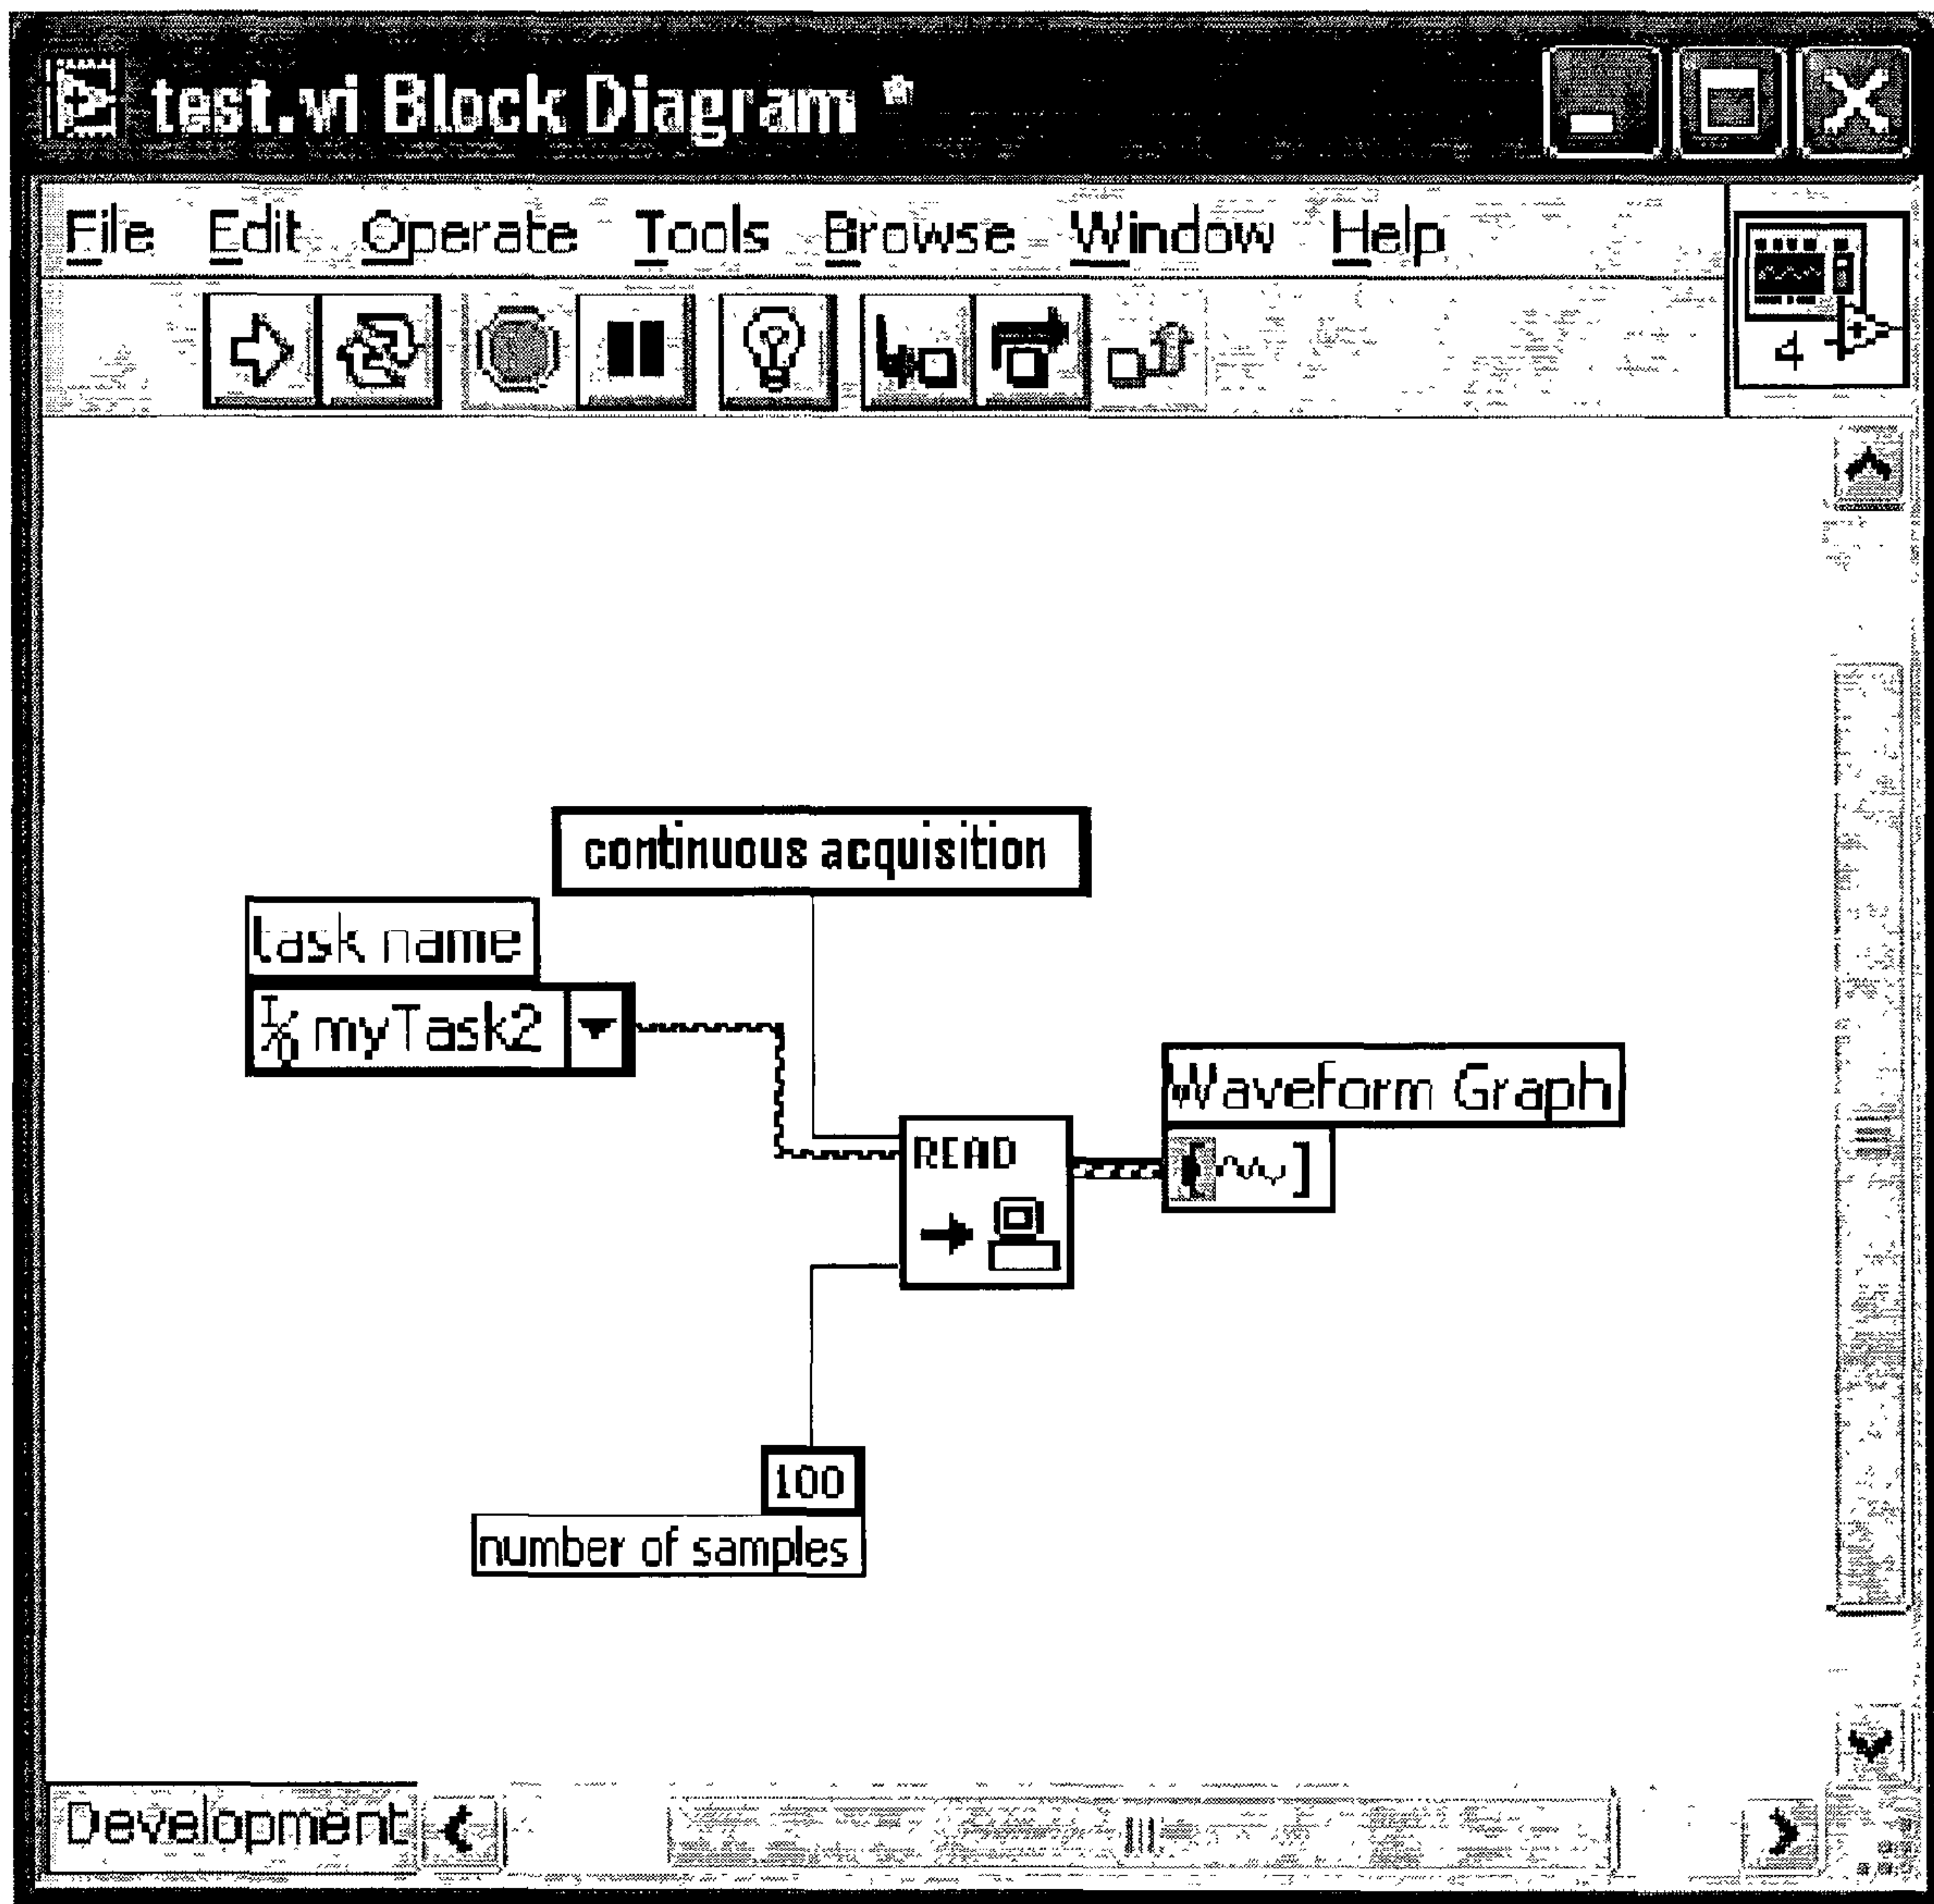 test.vi Block Diagram *
File Edit Operate Tools Browse Window Help
4
continuous acquisition
task name
I/O myTask2
Waveform Graph
READ
100
number of samples
Development